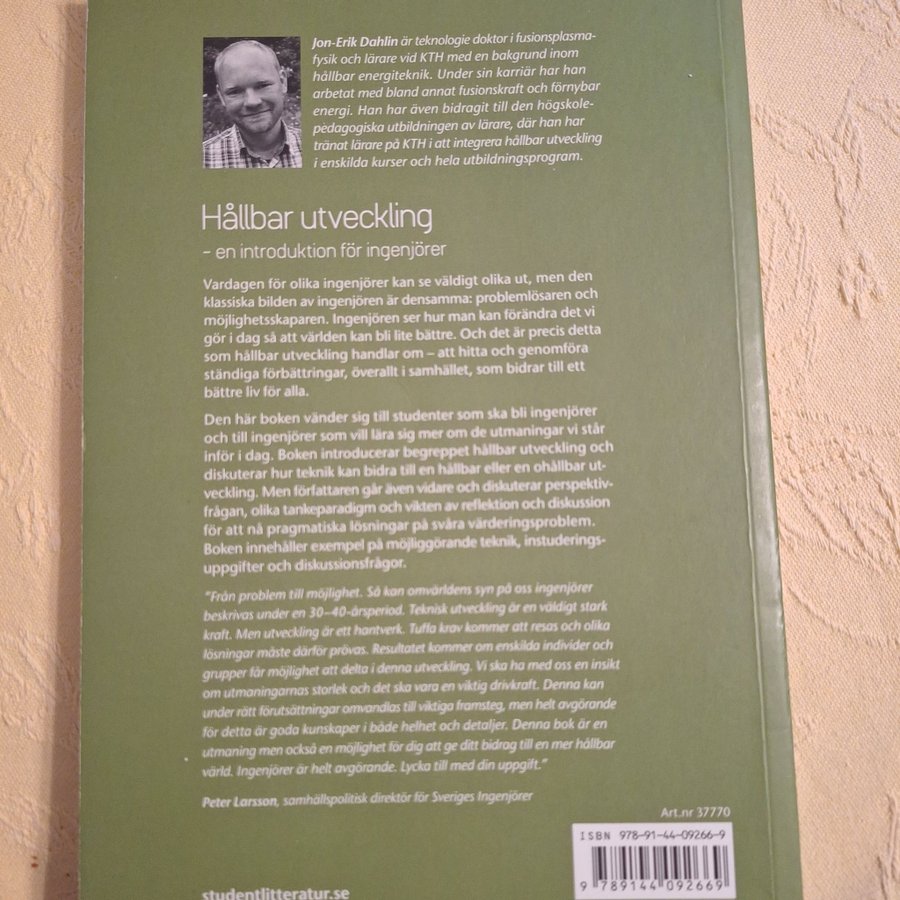 Jon-Erik Dahlin är teknologie doktor i fusionsplasma-
fysik och lärare vid KTH med en bakgrund inom
hållbar energiteknik. Under sin karriär har han
arbetat med bland annat fusionskraft och förnybar
energi. Han har även bidragit till den högskole-
pedagogiska utbildningen av lärare, där han har
tränat lärare på KTH i att integrera hållbar utveckling
i enskilda kurser och hela utbildningsprogram.
Hållbar utveckling
– en introduktion för ingenjörer
Vardagen för olika ingenjörer kan se väldigt olika ut, men den
klassiska bilden av ingenjören är densamma: problemlösaren och
möjlighetsskaparen. Ingenjören ser hur man kan förändra det vi
gör i dag så att världen kan bli lite bättre. Och det är precis detta
som hållbar utveckling handlar om – att hitta och genomföra
ständiga förbättringar, överallt i samhället, som bidrar till ett
bättre liv för alla.
Den här boken vänder sig till studenter som ska bli ingenjörer
och till ingenjörer som vill lära sig mer om de utmaningar vi står
inför i dag. Boken introducerar begreppet hållbar utveckling och
diskuterar hur teknik kan bidra till en hållbar eller en ohållbar ut-
veckling. Men författaren går även vidare och diskuterar perspektiv-
frågan, olika tankeparadigm och vikten av reflektion och diskussion
för att nå pragmatiska lösningar på svåra värderingsproblem.
Boken innehåller exempel på möjliggörande teknik, instuderings-
uppgifter och diskussionsfrågor.
"Från problem till möjlighet. Så kan omvärldens syn på oss ingenjörer
beskrivas under en 30–40-årsperiod. Teknisk utveckling är en väldigt stark
kraft. Men utveckling är ett hantverk. Tuffa krav kommer att resas och olika
lösningar måste därför prövas. Resultatet kommer om enskilda individer och
grupper får möjlighet att delta i denna utveckling. Vi ska ha med oss en insikt
om utmaningarnas storlek och det ska vara en viktig drivkraft. Denna kan
under rätt förutsättningar omvandlas till viktiga framsteg, men helt avgörande
för detta är goda kunskaper i både helhet och detaljer. Denna bok är en
utmaning men också en möjlighet för dig att ge ditt bidrag till en mer hållbar
värld. Ingenjörer är helt avgörande. Lycka till med din uppgift."
Peter Larsson, samhällspolitisk direktör för Sveriges Ingenjörer
Art.nr 37770
ISBN 978-91-44-09266-9
9 789144 092669
studentlitteratur.se